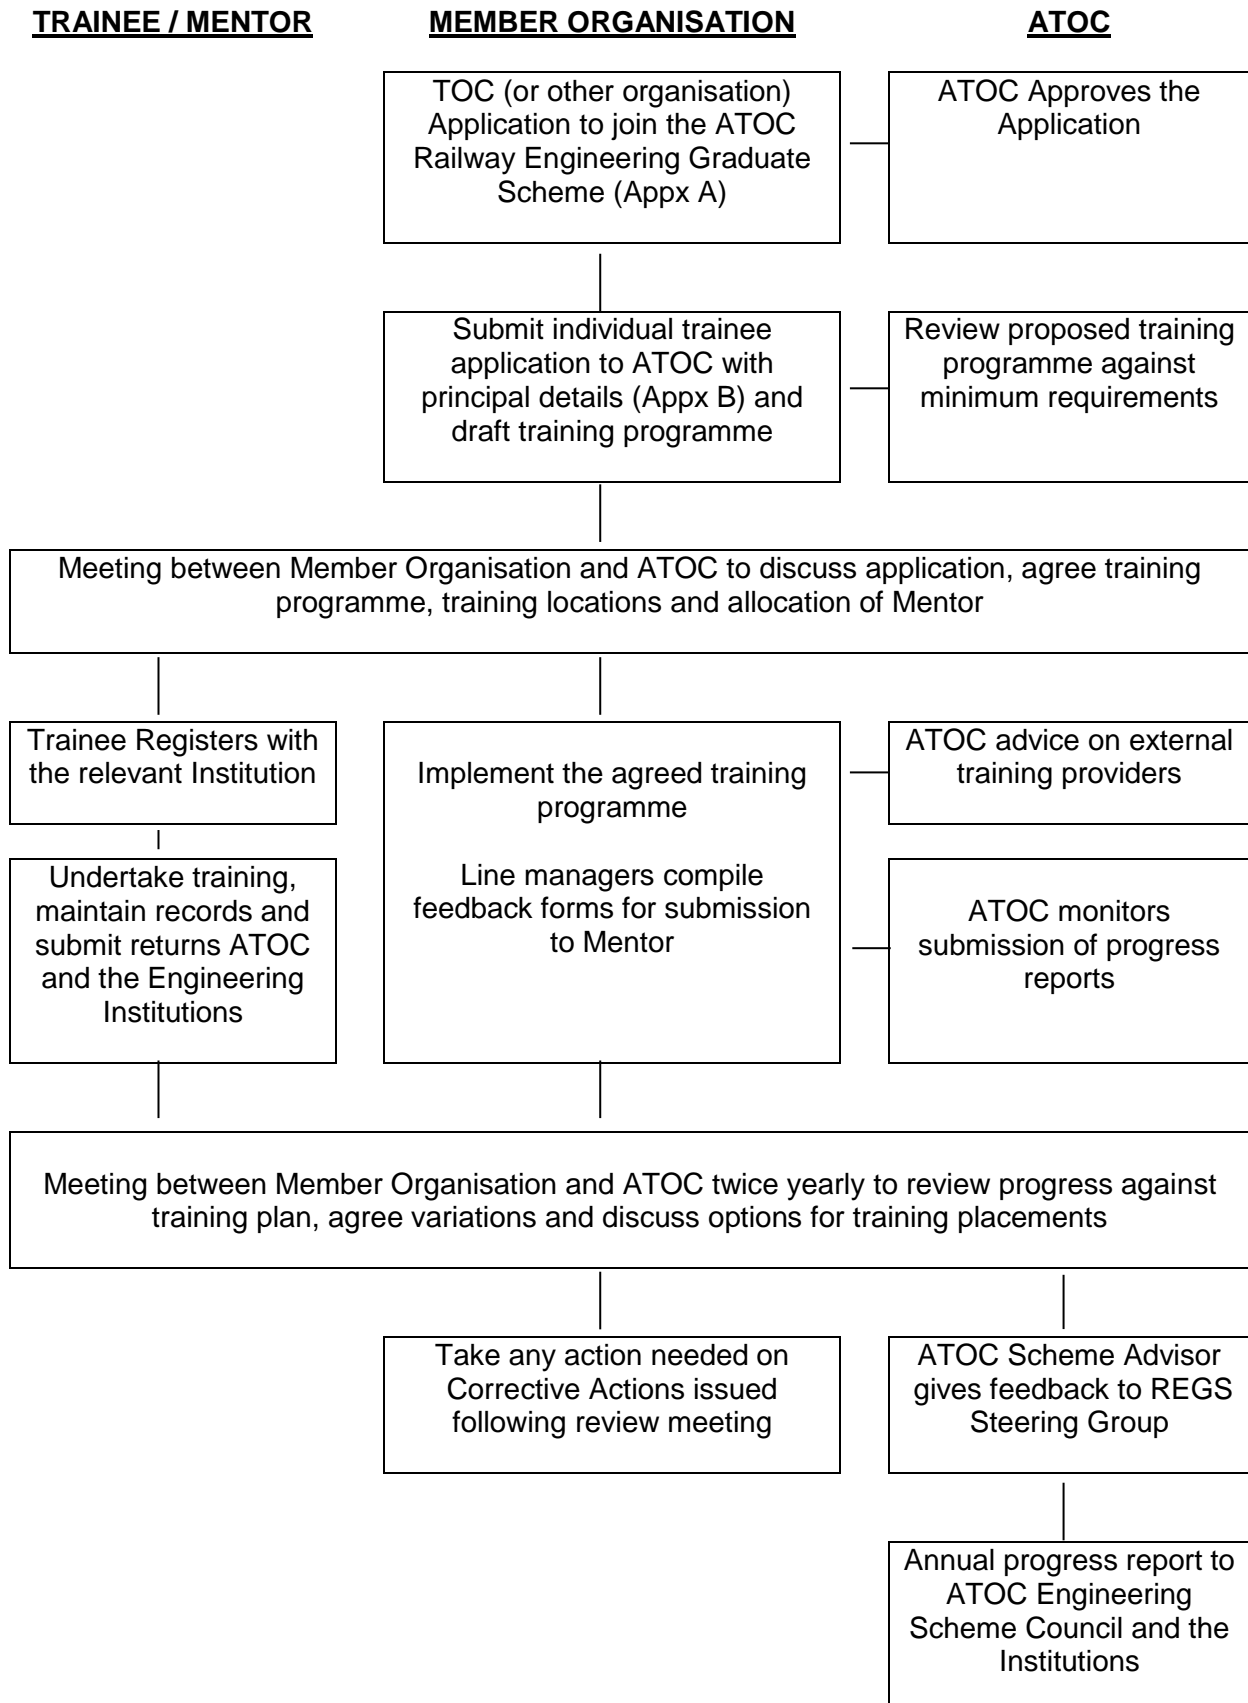 TRAINEE / MENTOR
MEMBER ORGANISATION
ATOC
TOC (or other organisation)
Application to join the ATOC
Railway Engineering Graduate
Scheme (Appx A)
ATOC Approves the
Application
Submit individual trainee
application to ATOC with
principal details (Appx B) and
draft training programme
Review proposed training
programme against
minimum requirements
Meeting between Member Organisation and ATOC to discuss application, agree training
programme, training locations and allocation of Mentor
Trainee Registers with
the relevant Institution
Implement the agreed training
programme
Line managers compile
feedback forms for submission
to Mentor
ATOC advice on external
training providers
Undertake training,
maintain records and
submit returns ATOC
and the Engineering
Institutions
ATOC monitors
submission of progress
reports
Meeting between Member Organisation and ATOC twice yearly to review progress against
training plan, agree variations and discuss options for training placements
Take any action needed on
Corrective Actions issued
following review meeting
ATOC Scheme Advisor
gives feedback to REGS
Steering Group
Annual progress report to
ATOC Engineering
Scheme Council and the
Institutions